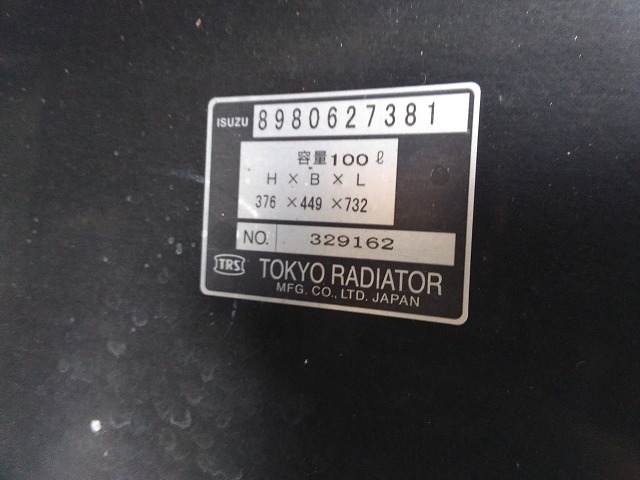 ISUZU 8980627381
容量100ℓ
H × B × L
376 ×449 ×732
NO. 329162
TRS TOKYO RADIATOR
MFG. CO., LTD. JAPAN